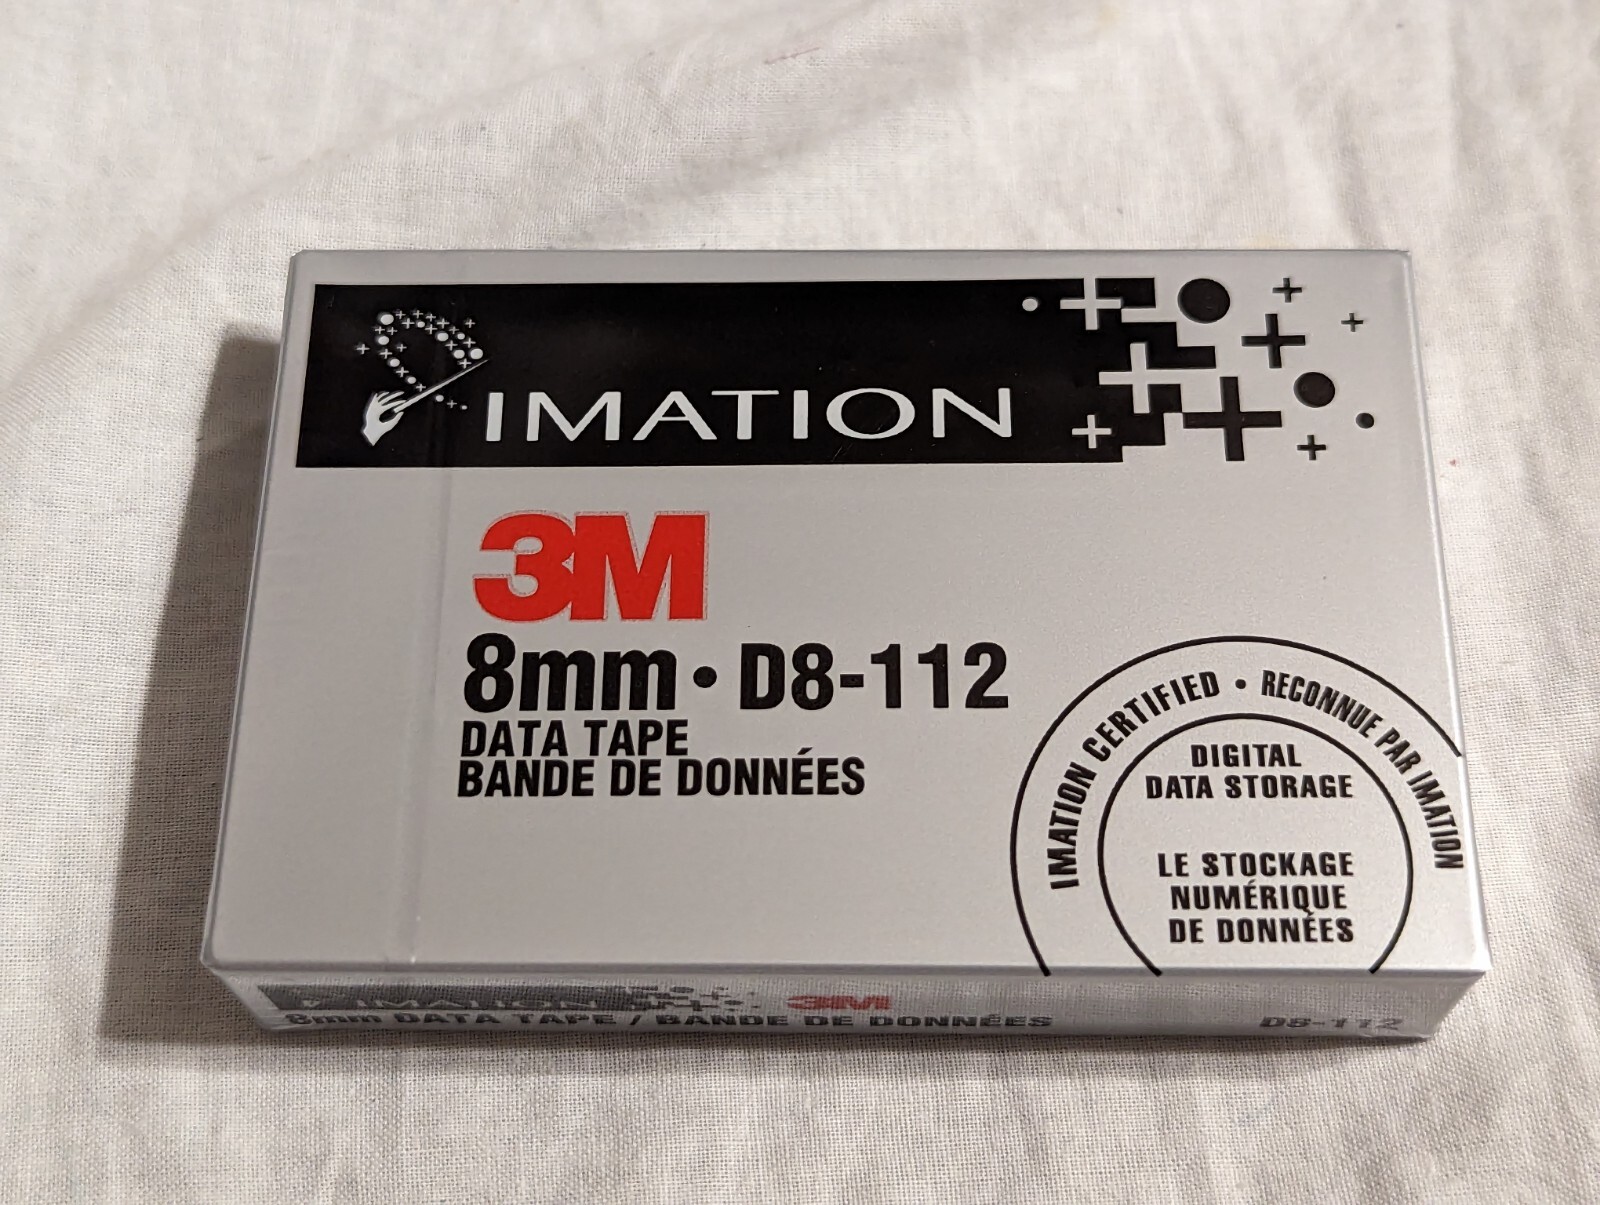 IMATION
3M
8mm • D8-112
DATA TAPE
BANDE DE DONNÉES
IMATION CERTIFIED • RECONNUE PAR IMATION
DIGITAL
DATA STORAGE
LE STOCKAGE
NUMÉRIQUE
DE DONNÉES
IMATION 3M
8mm DATA TAPE / BANDE DE DONNÉES D8-112